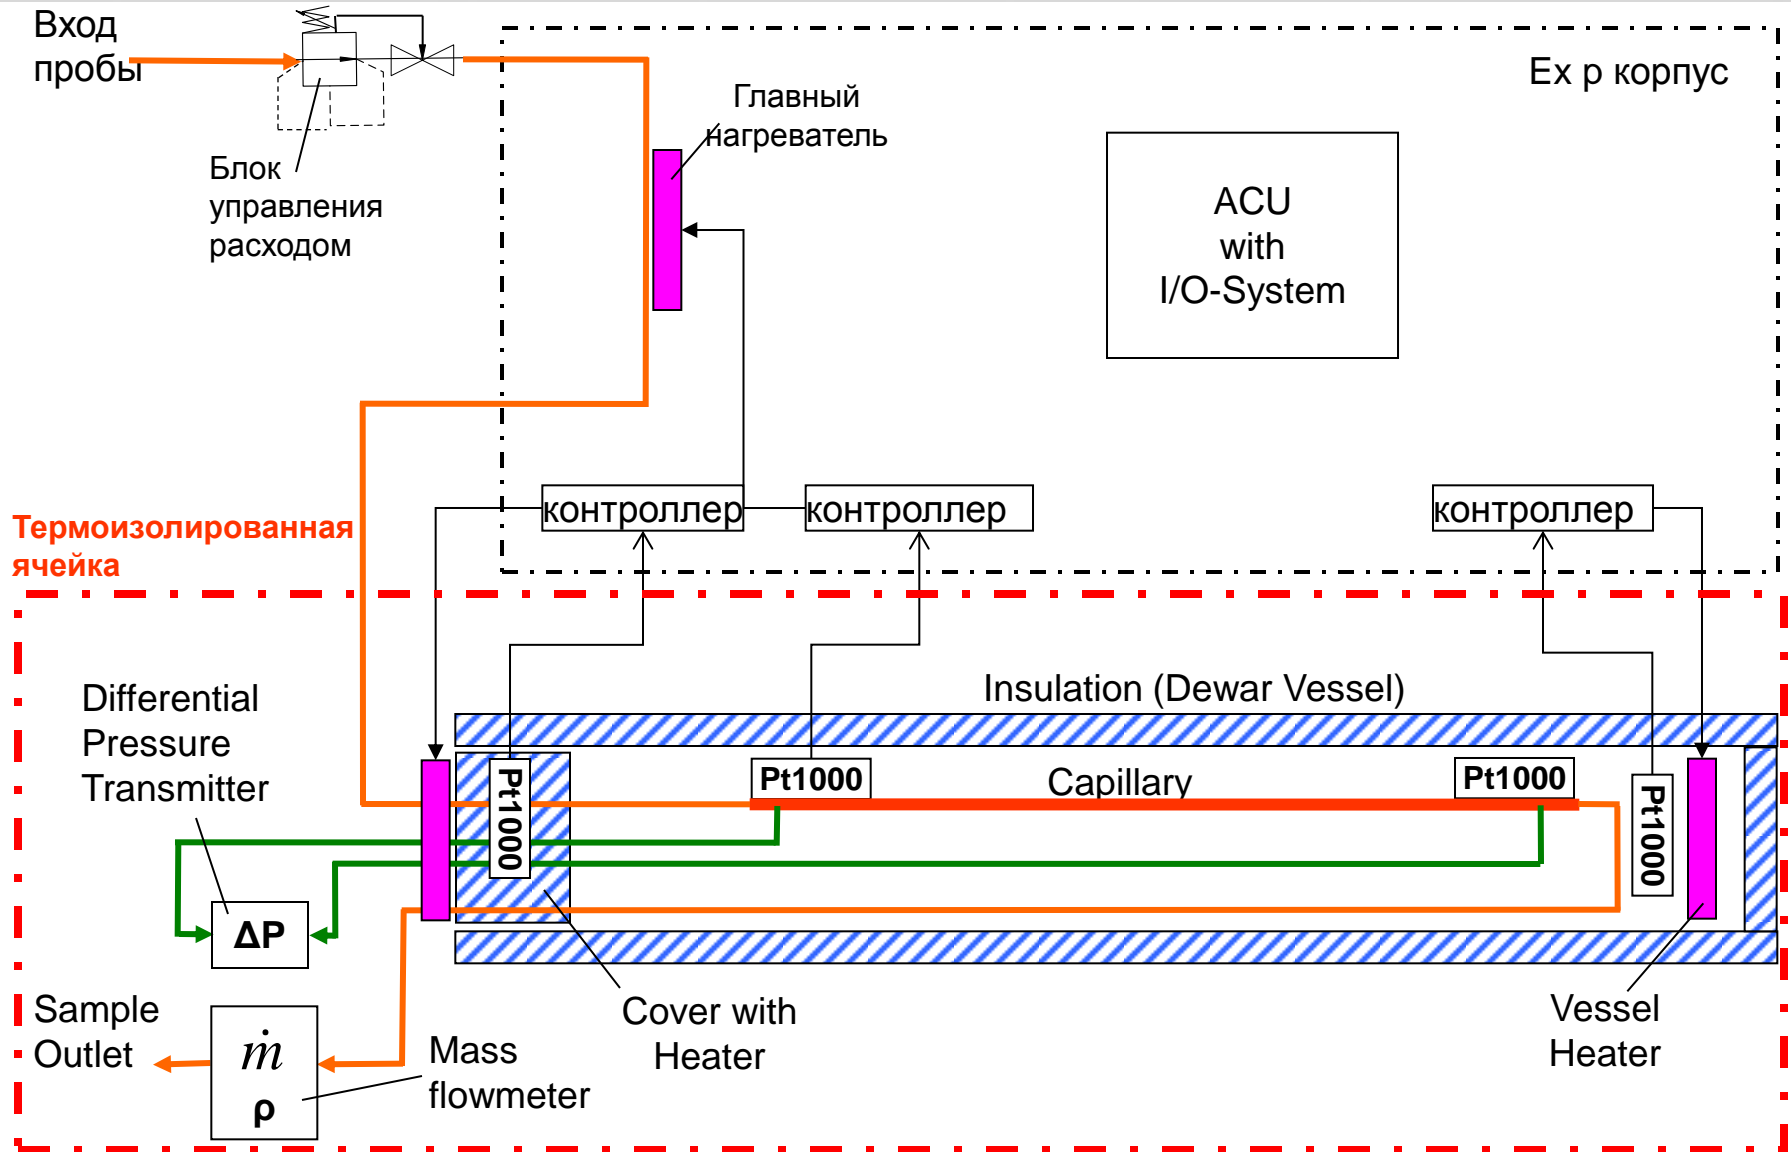 Вход
пробы
Ex p корпус
Главный
нагреватель
Блок
управления
расходом
ACU
with
I/O-System
контроллер
контроллер
контроллер
Термоизолированная
ячейка
Insulation (Dewar Vessel)
Differential
Pressure
Transmitter
Pt1000
Pt1000
Capillary
Pt1000
Pt1000
ΔP
Sample
Outlet
ṁ
ρ
Mass
flowmeter
Cover with
Heater
Vessel
Heater